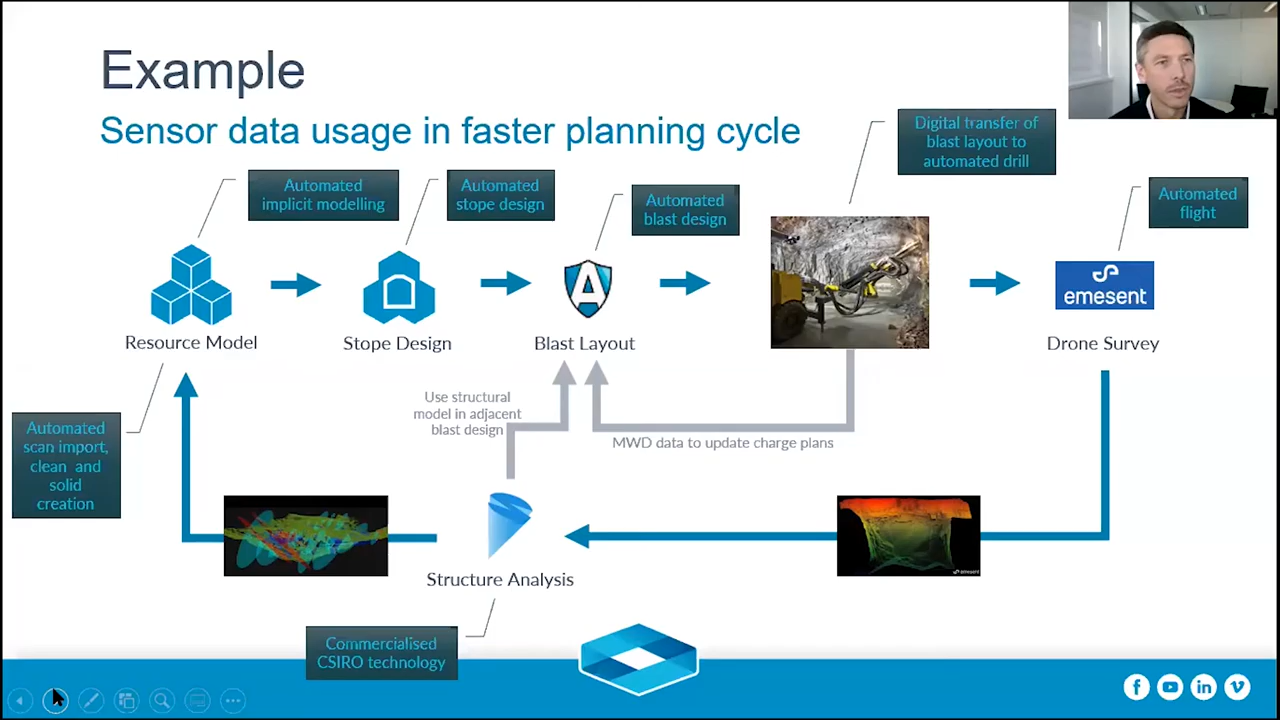 Example
Sensor data usage in faster planning cycle
Digital transfer of
blast layout to
automated drill
Automated
implicit modelling
Automated
stope design
Automated
blast design
Automated
flight
emesent
Resource Model
Stope Design
Blast Layout
Drone Survey
Use structural
model in adjacent
blast design
MWD data to update charge plans
Automated
scan import,
clean and
solid
creation
emesent
Structure Analysis
Commercialised
CSIRO technology